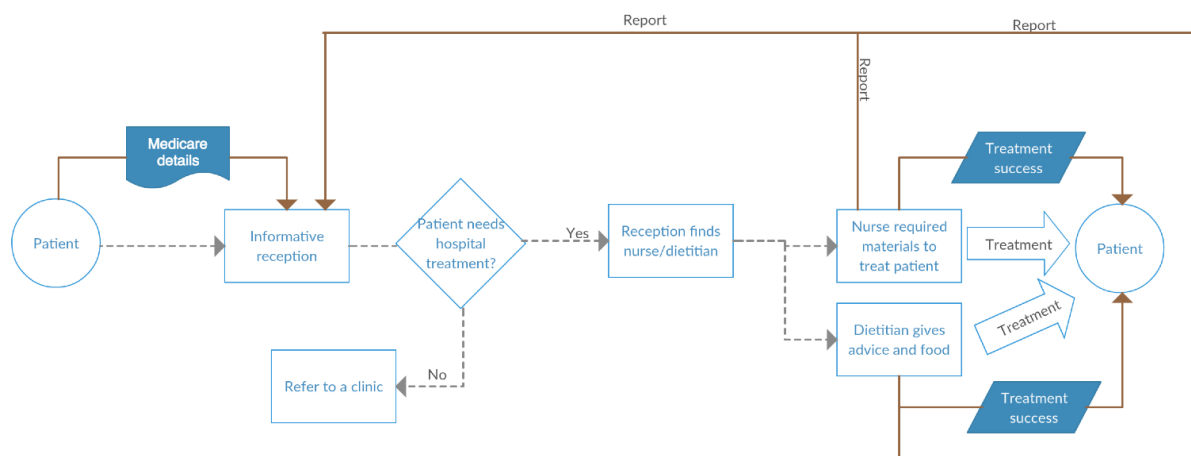 Report
Report
Report
Medicare
details
Treatment
success
Patient
Informative
reception
Patient needs
hospital
treatment?
Yes
Reception finds
nurse/dietitian
Nurse required
materials to
treat patient
Treatment
Patient
Treatment
Dietitian gives
advice and food
No
Refer to a clinic
Treatment
success